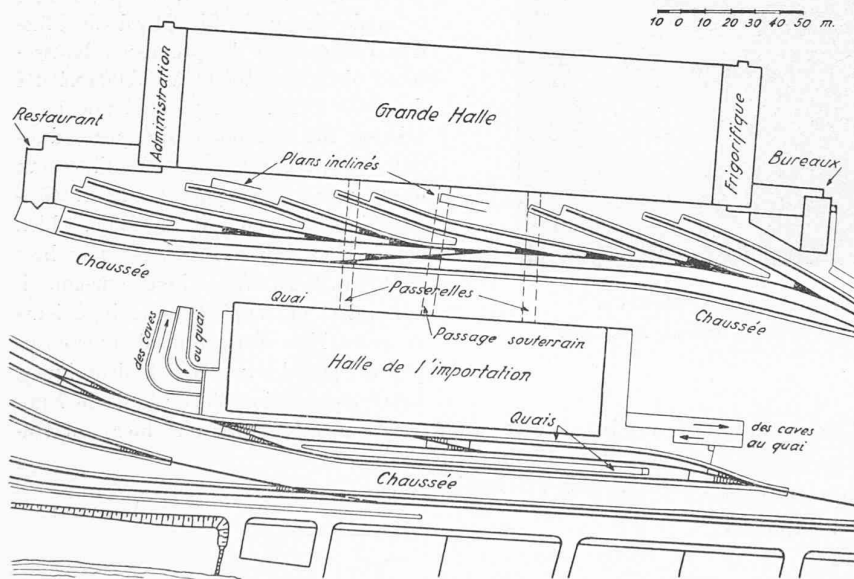 10 0 10 20 30 40 50 m.
Administration
Grande Halle
Frigorifique
Restaurant
Plans inclinés
Bureaux
Chaussée
Quai
Passerelles
Chaussée
des caves
au quai
Passage souterrain
Halle de l'importation
Quais
des caves
au quai
Chaussée